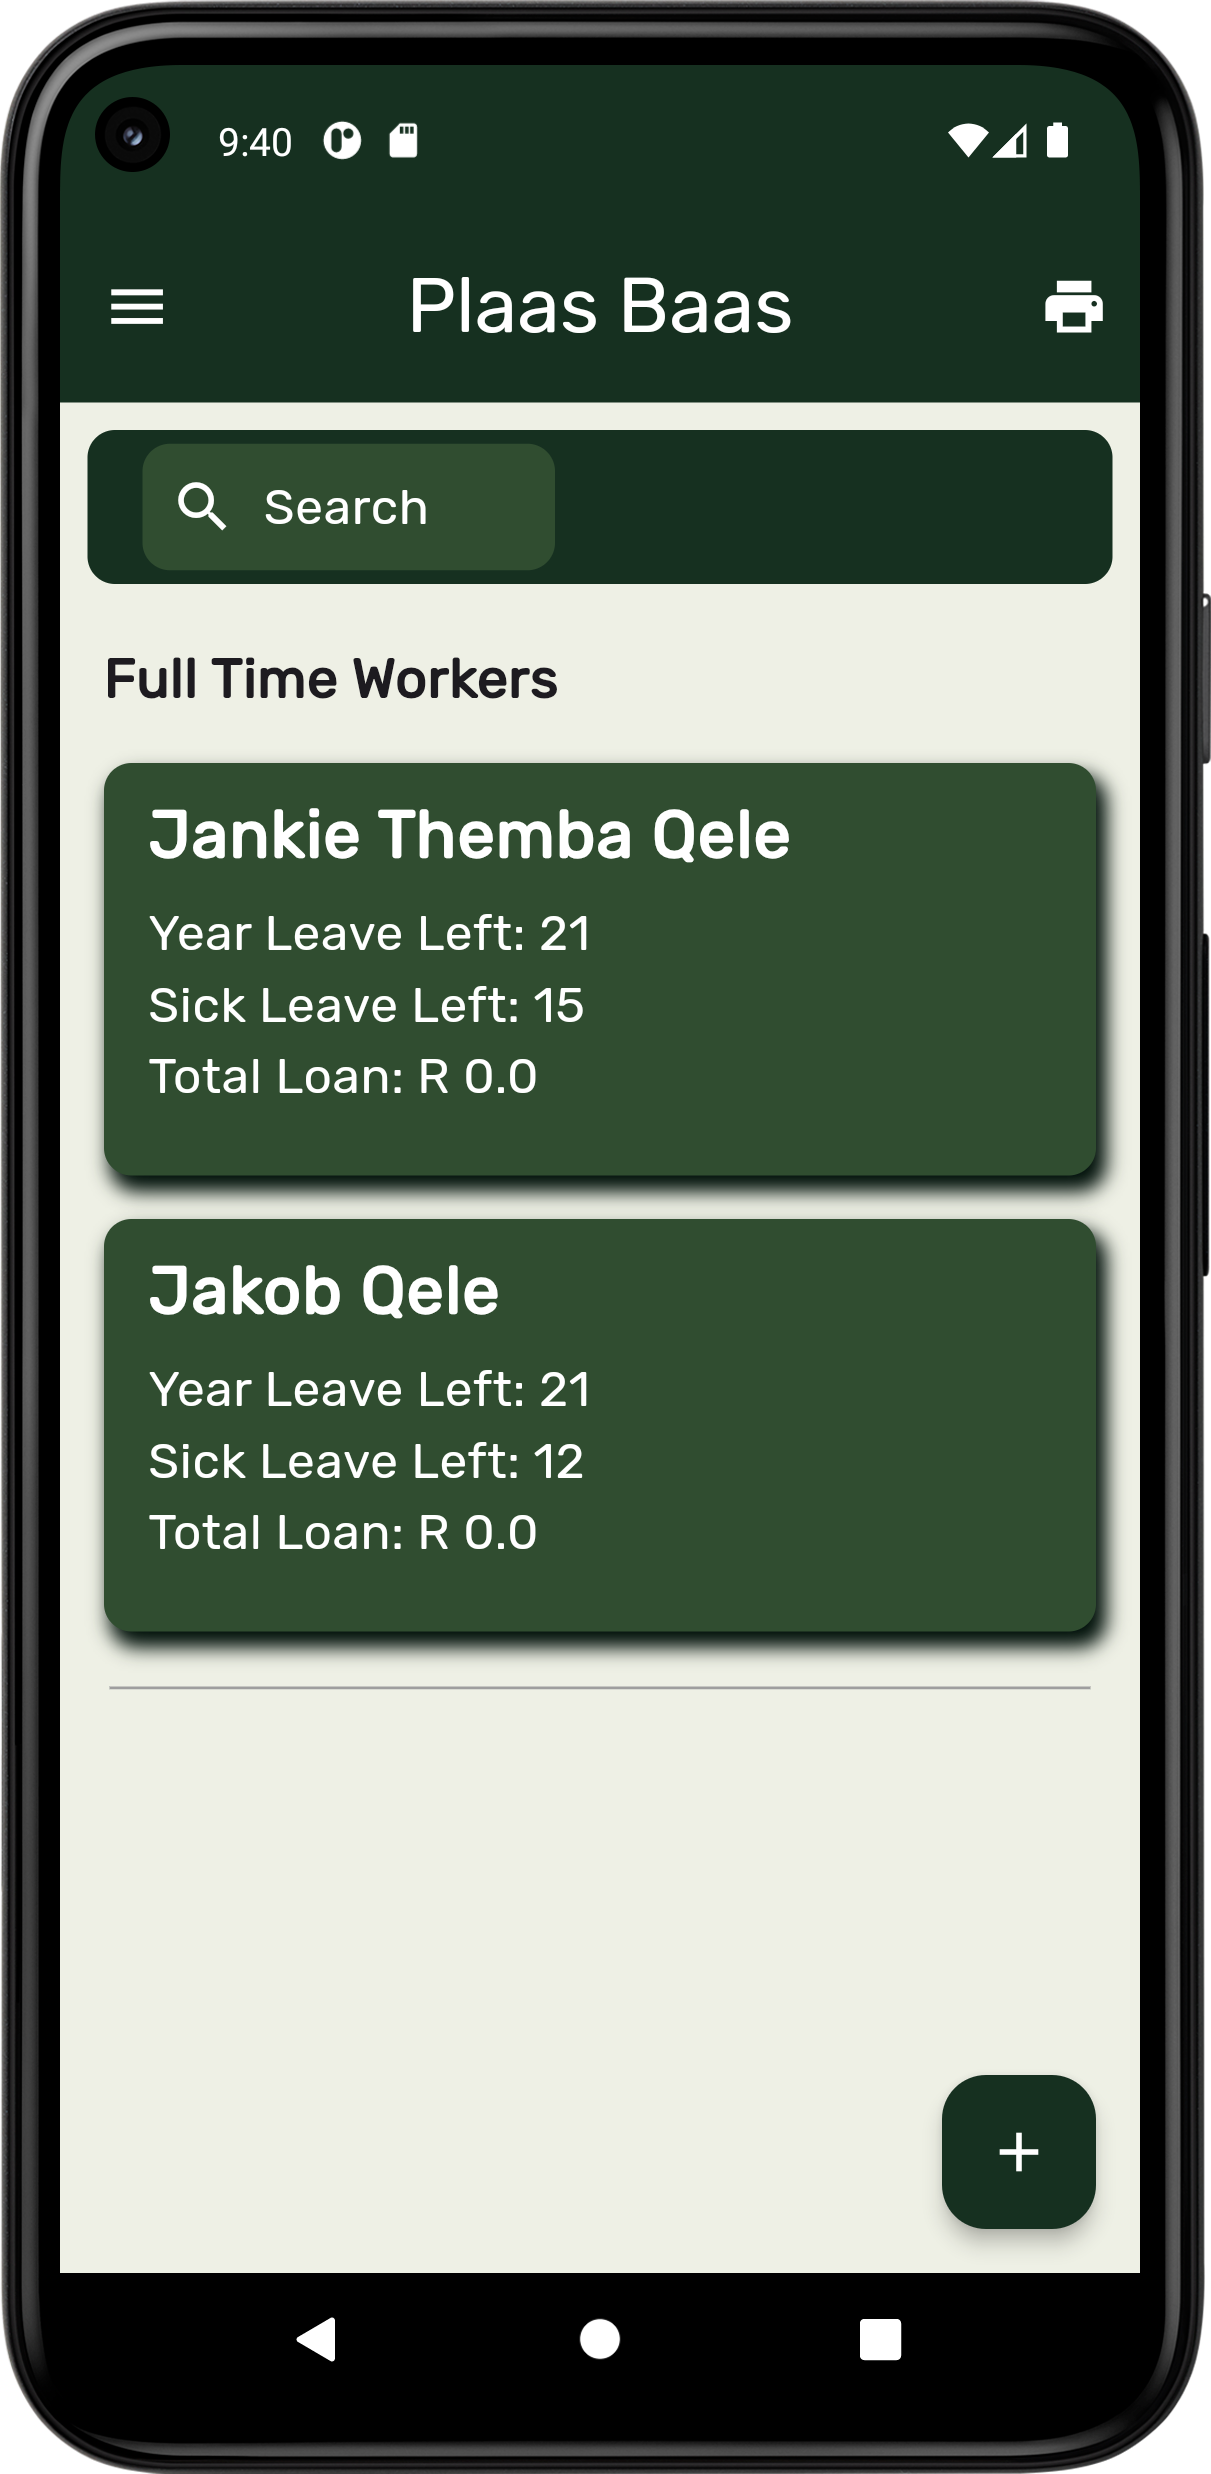 9:40
Plaas Baas
Search
Full Time Workers
Jankie Themba Qele
Year Leave Left: 21
Sick Leave Left: 15
Total Loan: R 0.0
Jakob Qele
Year Leave Left: 21
Sick Leave Left: 12
Total Loan: R 0.0